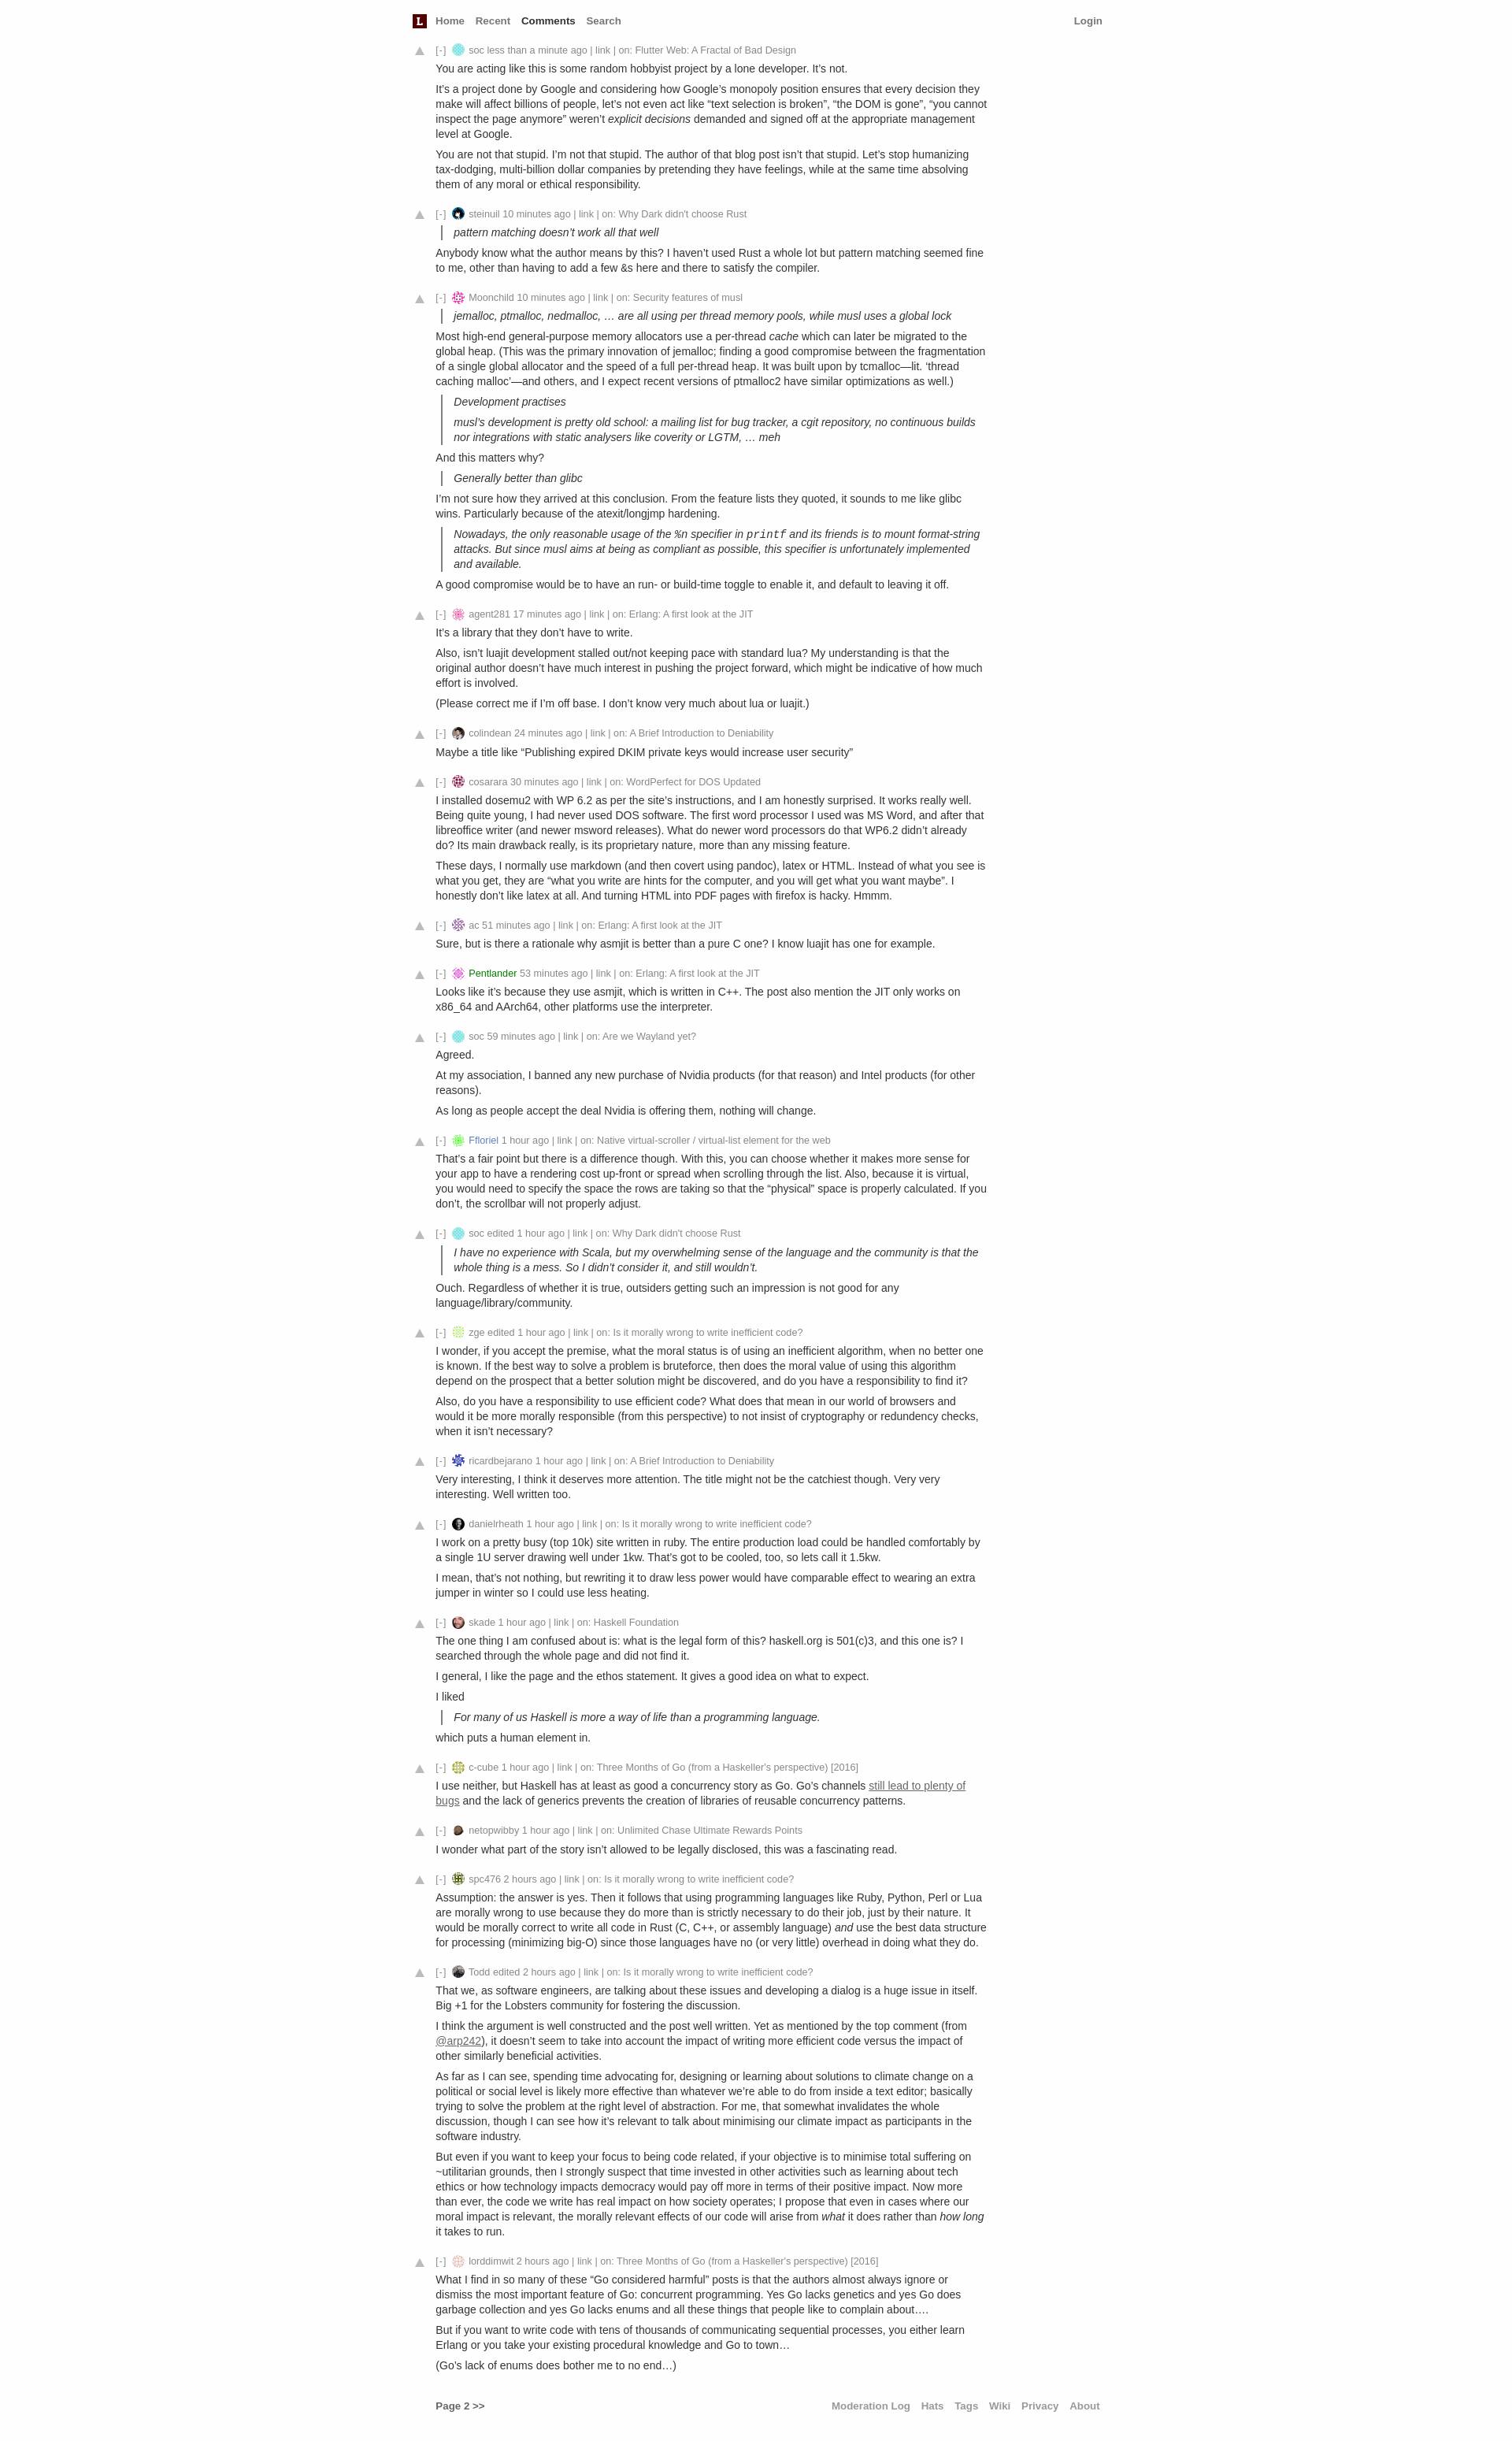 L Home Recent Comments Search Login
[-] soc less than a minute ago | link | on: Flutter Web: A Fractal of Bad Design
You are acting like this is some random hobbyist project by a lone developer. It’s not.
It’s a project done by Google and considering how Google’s monopoly position ensures that every decision they
make will affect billions of people, let’s not even act like “text selection is broken”, “the DOM is gone”, “you cannot
inspect the page anymore” weren’t explicit decisions demanded and signed off at the appropriate management
level at Google.
You are not that stupid. I’m not that stupid. The author of that blog post isn’t that stupid. Let’s stop humanizing
tax-dodging, multi-billion dollar companies by pretending they have feelings, while at the same time absolving
them of any moral or ethical responsibility.
[-] steinuil 10 minutes ago | link | on: Why Dark didn't choose Rust
pattern matching doesn’t work all that well
Anybody know what the author means by this? I haven’t used Rust a whole lot but pattern matching seemed fine
to me, other than having to add a few &s here and there to satisfy the compiler.
[-] Moonchild 10 minutes ago | link | on: Security features of musl
jemalloc, ptmalloc, nedmalloc, … are all using per thread memory pools, while musl uses a global lock
Most high-end general-purpose memory allocators use a per-thread cache which can later be migrated to the
global heap. (This was the primary innovation of jemalloc; finding a good compromise between the fragmentation
of a single global allocator and the speed of a full per-thread heap. It was built upon by tcmalloc—lit. ‘thread
caching malloc’—and others, and I expect recent versions of ptmalloc2 have similar optimizations as well.)
Development practises
musl’s development is pretty old school: a mailing list for bug tracker, a cgit repository, no continuous builds
nor integrations with static analysers like coverity or LGTM, … meh
And this matters why?
Generally better than glibc
I’m not sure how they arrived at this conclusion. From the feature lists they quoted, it sounds to me like glibc
wins. Particularly because of the atexit/longjmp hardening.
Nowadays, the only reasonable usage of the %n specifier in printf and its friends is to mount format-string
attacks. But since musl aims at being as compliant as possible, this specifier is unfortunately implemented
and available.
A good compromise would be to have an run- or build-time toggle to enable it, and default to leaving it off.
[-] agent281 17 minutes ago | link | on: Erlang: A first look at the JIT
It’s a library that they don’t have to write.
Also, isn’t luajit development stalled out/not keeping pace with standard lua? My understanding is that the
original author doesn’t have much interest in pushing the project forward, which might be indicative of how much
effort is involved.
(Please correct me if I’m off base. I don’t know very much about lua or luajit.)
[-] colindean 24 minutes ago | link | on: A Brief Introduction to Deniability
Maybe a title like “Publishing expired DKIM private keys would increase user security”
[-] cosarara 30 minutes ago | link | on: WordPerfect for DOS Updated
I installed dosemu2 with WP 6.2 as per the site’s instructions, and I am honestly surprised. It works really well.
Being quite young, I had never used DOS software. The first word processor I used was MS Word, and after that
libreoffice writer (and newer msword releases). What do newer word processors do that WP6.2 didn’t already
do? Its main drawback really, is its proprietary nature, more than any missing feature.
These days, I normally use markdown (and then covert using pandoc), latex or HTML. Instead of what you see is
what you get, they are “what you write are hints for the computer, and you will get what you want maybe”. I
honestly don’t like latex at all. And turning HTML into PDF pages with firefox is hacky. Hmmm.
[-] ac 51 minutes ago | link | on: Erlang: A first look at the JIT
Sure, but is there a rationale why asmjit is better than a pure C one? I know luajit has one for example.
[-] Pentlander 53 minutes ago | link | on: Erlang: A first look at the JIT
Looks like it’s because they use asmjit, which is written in C++. The post also mention the JIT only works on
x86_64 and AArch64, other platforms use the interpreter.
[-] soc 59 minutes ago | link | on: Are we Wayland yet?
Agreed.
At my association, I banned any new purchase of Nvidia products (for that reason) and Intel products (for other
reasons).
As long as people accept the deal Nvidia is offering them, nothing will change.
[-] Ffloriel 1 hour ago | link | on: Native virtual-scroller / virtual-list element for the web
That’s a fair point but there is a difference though. With this, you can choose whether it makes more sense for
your app to have a rendering cost up-front or spread when scrolling through the list. Also, because it is virtual,
you would need to specify the space the rows are taking so that the “physical” space is properly calculated. If you
don’t, the scrollbar will not properly adjust.
[-] soc edited 1 hour ago | link | on: Why Dark didn't choose Rust
I have no experience with Scala, but my overwhelming sense of the language and the community is that the
whole thing is a mess. So I didn’t consider it, and still wouldn’t.
Ouch. Regardless of whether it is true, outsiders getting such an impression is not good for any
language/library/community.
[-] zge edited 1 hour ago | link | on: Is it morally wrong to write inefficient code?
I wonder, if you accept the premise, what the moral status is of using an inefficient algorithm, when no better one
is known. If the best way to solve a problem is bruteforce, then does the moral value of using this algorithm
depend on the prospect that a better solution might be discovered, and do you have a responsibility to find it?
Also, do you have a responsibility to use efficient code? What does that mean in our world of browsers and
would it be more morally responsible (from this perspective) to not insist of cryptography or redundency checks,
when it isn’t necessary?
[-] ricardbejarano 1 hour ago | link | on: A Brief Introduction to Deniability
Very interesting, I think it deserves more attention. The title might not be the catchiest though. Very very
interesting. Well written too.
[-] danielrheath 1 hour ago | link | on: Is it morally wrong to write inefficient code?
I work on a pretty busy (top 10k) site written in ruby. The entire production load could be handled comfortably by
a single 1U server drawing well under 1kw. That’s got to be cooled, too, so lets call it 1.5kw.
I mean, that’s not nothing, but rewriting it to draw less power would have comparable effect to wearing an extra
jumper in winter so I could use less heating.
[-] skade 1 hour ago | link | on: Haskell Foundation
The one thing I am confused about is: what is the legal form of this? haskell.org is 501(c)3, and this one is? I
searched through the whole page and did not find it.
I general, I like the page and the ethos statement. It gives a good idea on what to expect.
I liked
For many of us Haskell is more a way of life than a programming language.
which puts a human element in.
[-] c-cube 1 hour ago | link | on: Three Months of Go (from a Haskeller's perspective) [2016]
I use neither, but Haskell has at least as good a concurrency story as Go. Go’s channels still lead to plenty of
bugs and the lack of generics prevents the creation of libraries of reusable concurrency patterns.
[-] netopwibby 1 hour ago | link | on: Unlimited Chase Ultimate Rewards Points
I wonder what part of the story isn’t allowed to be legally disclosed, this was a fascinating read.
[-] spc476 2 hours ago | link | on: Is it morally wrong to write inefficient code?
Assumption: the answer is yes. Then it follows that using programming languages like Ruby, Python, Perl or Lua
are morally wrong to use because they do more than is strictly necessary to do their job, just by their nature. It
would be morally correct to write all code in Rust (C, C++, or assembly language) and use the best data structure
for processing (minimizing big-O) since those languages have no (or very little) overhead in doing what they do.
[-] Todd edited 2 hours ago | link | on: Is it morally wrong to write inefficient code?
That we, as software engineers, are talking about these issues and developing a dialog is a huge issue in itself.
Big +1 for the Lobsters community for fostering the discussion.
I think the argument is well constructed and the post well written. Yet as mentioned by the top comment (from
@arp242), it doesn’t seem to take into account the impact of writing more efficient code versus the impact of
other similarly beneficial activities.
As far as I can see, spending time advocating for, designing or learning about solutions to climate change on a
political or social level is likely more effective than whatever we’re able to do from inside a text editor; basically
trying to solve the problem at the right level of abstraction. For me, that somewhat invalidates the whole
discussion, though I can see how it’s relevant to talk about minimising our climate impact as participants in the
software industry.
But even if you want to keep your focus to being code related, if your objective is to minimise total suffering on
~utilitarian grounds, then I strongly suspect that time invested in other activities such as learning about tech
ethics or how technology impacts democracy would pay off more in terms of their positive impact. Now more
than ever, the code we write has real impact on how society operates; I propose that even in cases where our
moral impact is relevant, the morally relevant effects of our code will arise from what it does rather than how long
it takes to run.
[-] lorddimwit 2 hours ago | link | on: Three Months of Go (from a Haskeller's perspective) [2016]
What I find in so many of these “Go considered harmful” posts is that the authors almost always ignore or
dismiss the most important feature of Go: concurrent programming. Yes Go lacks genetics and yes Go does
garbage collection and yes Go lacks enums and all these things that people like to complain about….
But if you want to write code with tens of thousands of communicating sequential processes, you either learn
Erlang or you take your existing procedural knowledge and Go to town…
(Go’s lack of enums does bother me to no end…)
Page 2 >> Moderation Log Hats Tags Wiki Privacy About